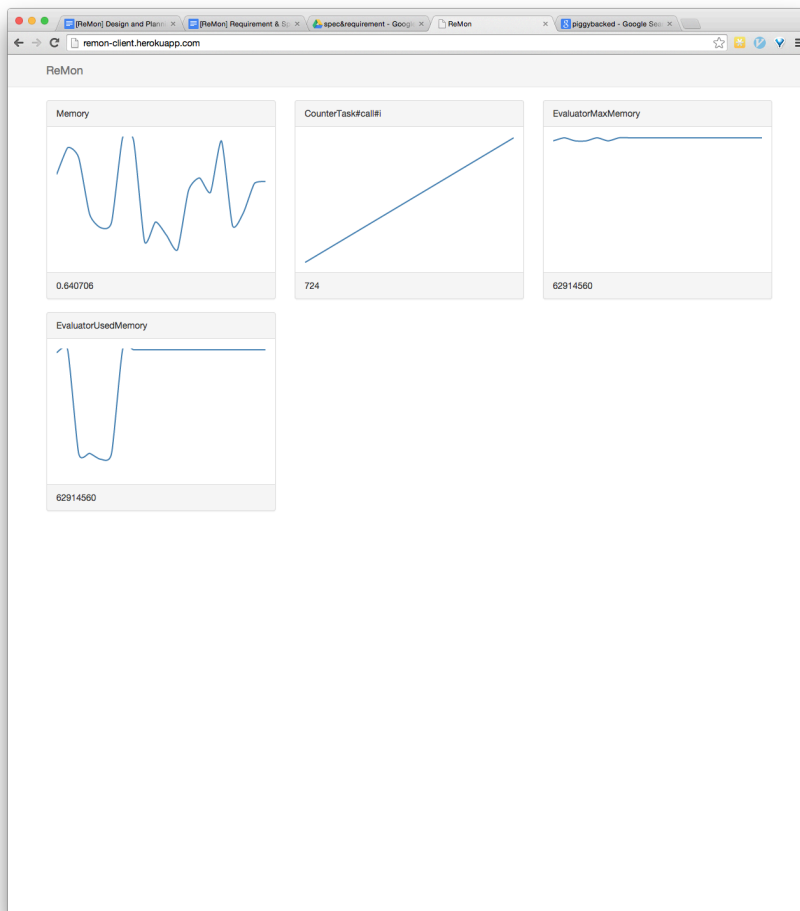 [ReMon] Design and Plann
[ReMon] Requirement & Sp
spec&requirement - Google
ReMon
piggybacked - Google Sea
remon-client.herokuapp.com
ReMon
Memory
CounterTask#call#i
EvaluatorMaxMemory
0.640706
724
62914560
EvaluatorUsedMemory
62914560